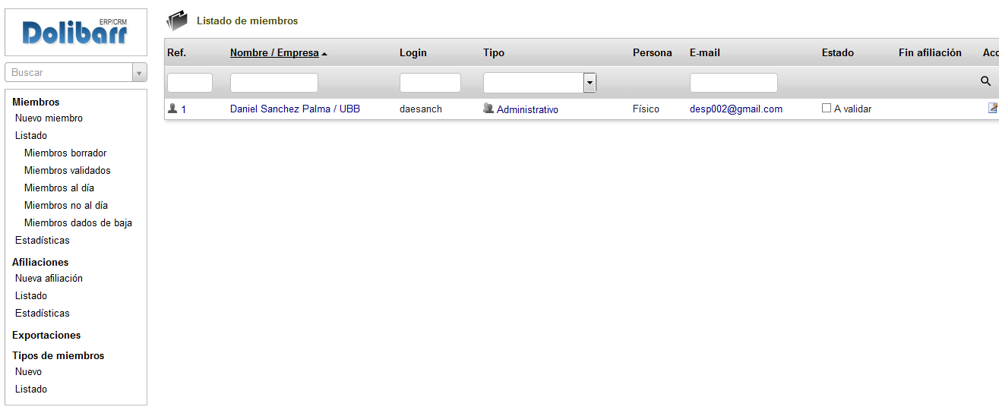 ERP/CRM
Dolibarr
Buscar
Miembros
Nuevo miembro
Listado
Miembros borrador
Miembros validados
Miembros al día
Miembros no al día
Miembros dados de baja
Estadísticas
Afiliaciones
Nueva afiliación
Listado
Estadísticas
Exportaciones
Tipos de miembros
Nuevo
Listado
Listado de miembros
Ref. Nombre / Empresa Login Tipo Persona E-mail Estado Fin afiliación Acc
1 Daniel Sanchez Palma / UBB daesanch Administrativo Físico desp002@gmail.com A validar